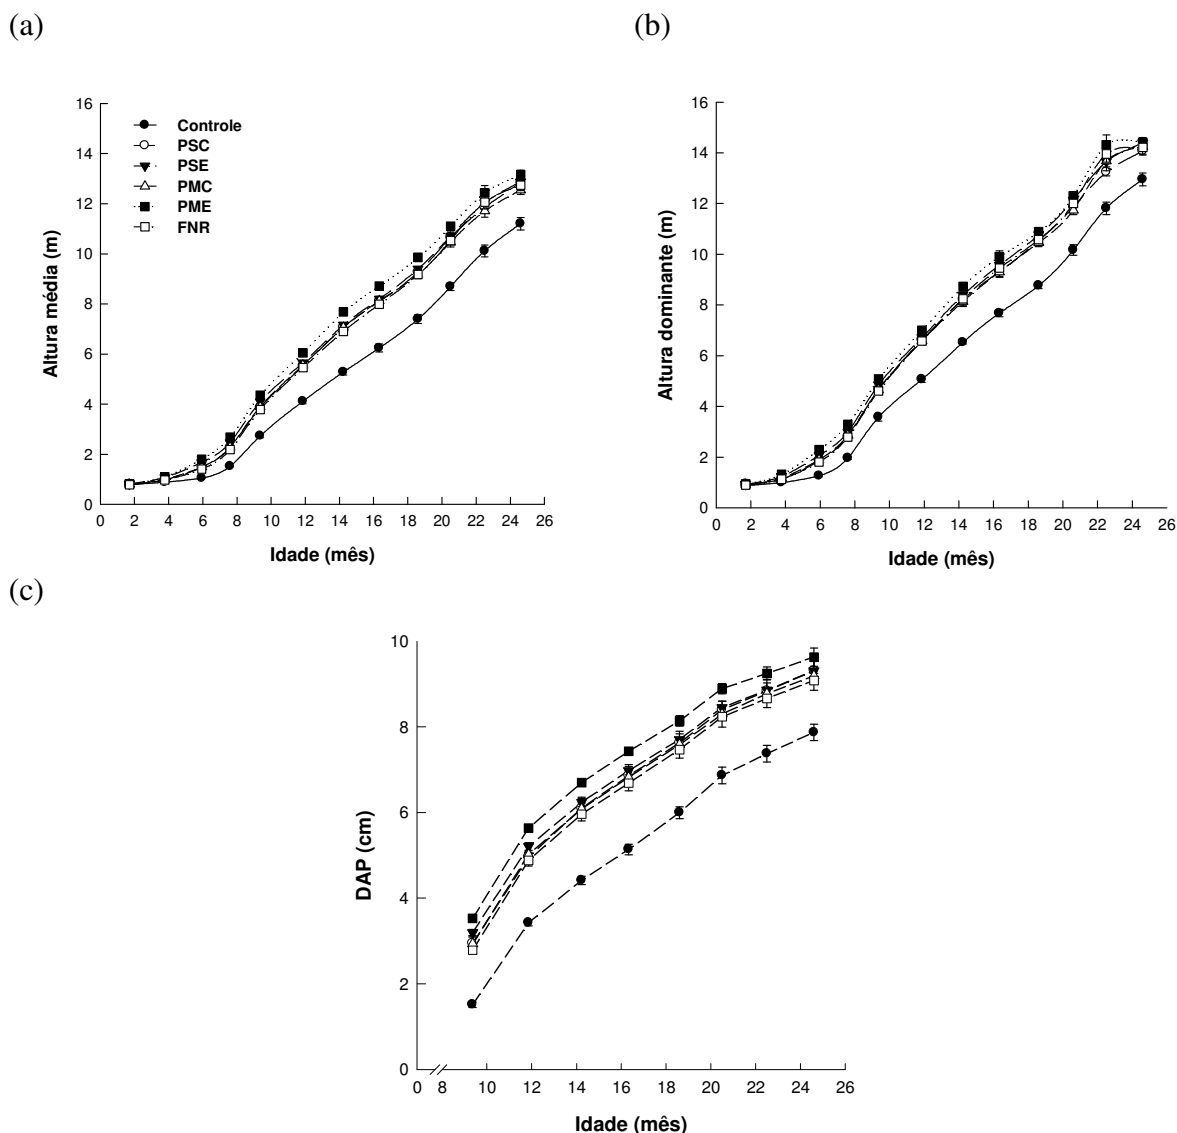 (a)
16
14
12
10
8
6
4
2
0
Altura média (m)
Controle
PSC
PSE
PMC
PME
FNR
0 2 4 6 8 10 12 14 16 18 20 22 24 26
Idade (mês)
(b)
16
14
12
10
8
6
4
2
0
Altura dominante (m)
0 2 4 6 8 10 12 14 16 18 20 22 24 26
Idade (mês)
(c)
10
8
6
4
2
0
DAP (cm)
0 8 10 12 14 16 18 20 22 24 26
Idade (mês)